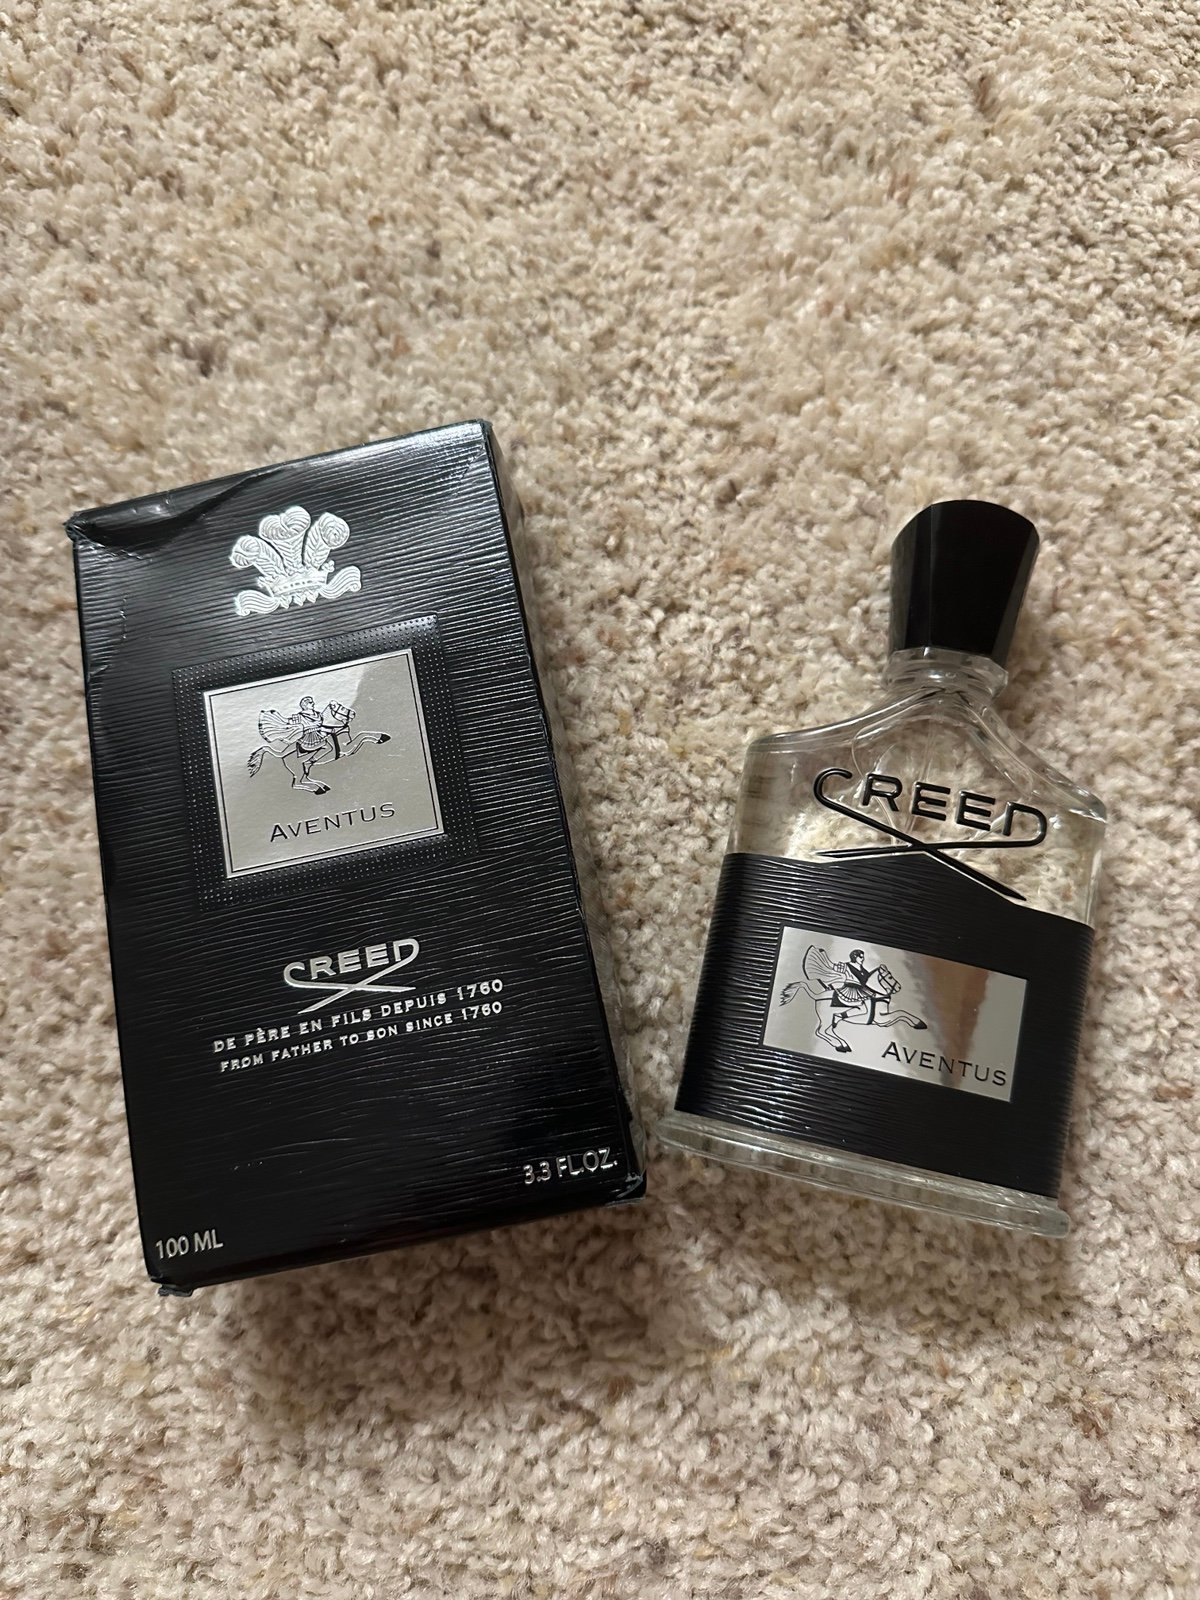 AVENTUS
CREED
DE PÈRE EN FILS DEPUIS 1760
FROM FATHER TO SON SINCE 1760
3.3 FL.OZ.
100 ML
CREED
AVENTUS